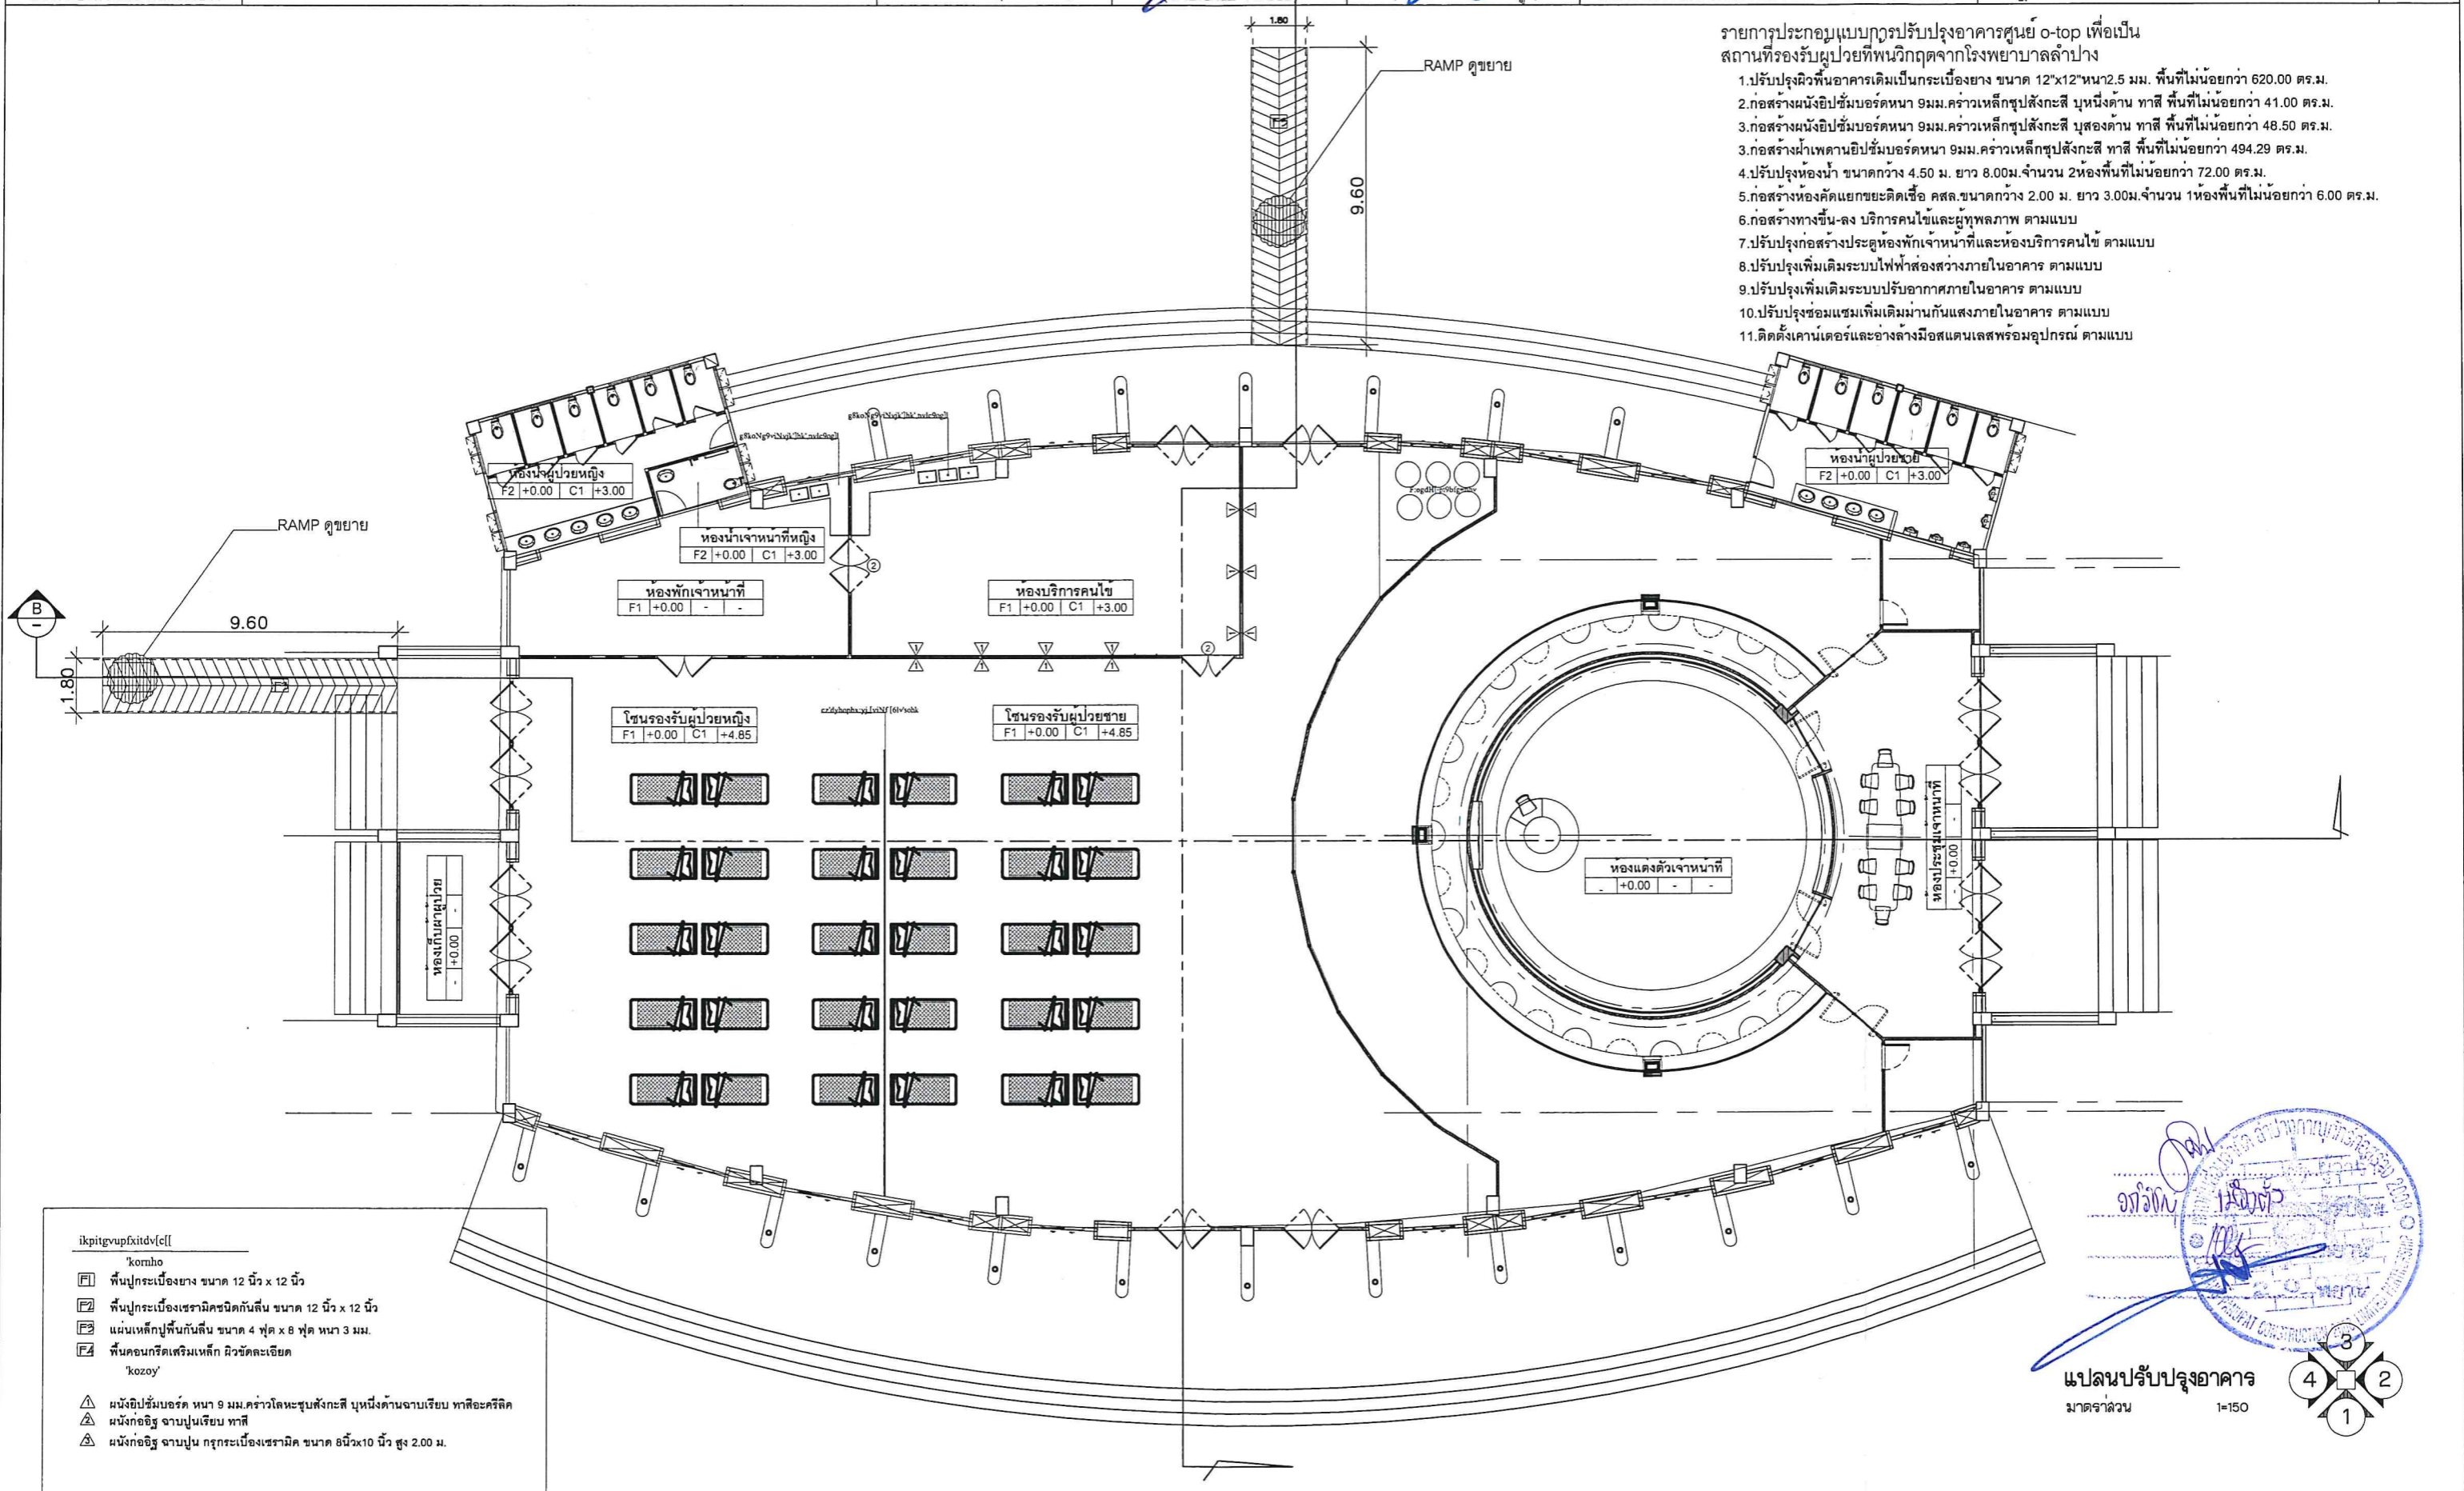 1.80
RAMP ดูขยาย
9.60
รายการประกอบแบบการปรับปรุงอาคารศูนย์ o-top เพื่อเป็น
สถานที่รองรับผู้ป่วยที่พ้นวิกฤตจากโรงพยาบาลลำปาง
1.ปรับปรุงผิวพื้นอาคารเดิมเป็นกระเบื้องยาง ขนาด 12"x12"หนา2.5 มม. พื้นที่ไม่น้อยกว่า 620.00 ตร.ม.
2.ก่อสร้างผนังยิปซั่มบอร์ดหนา 9มม.คร่าวเหล็กชุปสังกะสี บุหนึ่งด้าน ทาสี พื้นที่ไม่น้อยกว่า 41.00 ตร.ม.
3.ก่อสร้างผนังยิปซั่มบอร์ดหนา 9มม.คร่าวเหล็กชุปสังกะสี บุสองด้าน ทาสี พื้นที่ไม่น้อยกว่า 48.50 ตร.ม.
3.ก่อสร้างฝ้าเพดานยิปซั่มบอร์ดหนา 9มม.คร่าวเหล็กชุปสังกะสี ทาสี พื้นที่ไม่น้อยกว่า 494.29 ตร.ม.
4.ปรับปรุงห้องน้ำ ขนาดกว้าง 4.50 ม. ยาว 8.00ม.จำนวน 2ห้องพื้นที่ไม่น้อยกว่า 72.00 ตร.ม.
5.ก่อสร้างห้องคัดแยกขยะติดเชื้อ คสล.ขนาดกว้าง 2.00 ม. ยาว 3.00ม.จำนวน 1ห้องพื้นที่ไม่น้อยกว่า 6.00 ตร.ม.
6.ก่อสร้างทางขึ้น-ลง บริการคนไข้และผู้ทุพลภาพ ตามแบบ
7.ปรับปรุงก่อสร้างประตูห้องพักเจ้าหน้าที่และห้องบริการคนไข้ ตามแบบ
8.ปรับปรุงเพิ่มเติมระบบไฟฟ้าส่องสว่างภายในอาคาร ตามแบบ
9.ปรับปรุงเพิ่มเติมระบบปรับอากาศภายในอาคาร ตามแบบ
10.ปรับปรุงซ่อมแซมเพิ่มเติมม่านกันแสงภายในอาคาร ตามแบบ
11.ติดตั้งเคาน์เตอร์และอ่างล้างมือสแตนเลสพร้อมอุปกรณ์ ตามแบบ
ห้องน้ำผู้ป่วยหญิง
F2 +0.00 C1 +3.00
ห้องน้ำผู้ป่วยชาย
F2 +0.00 C1 +3.00
RAMP ดูขยาย
ห้องน้ำเจ้าหน้าที่หญิง
F2 +0.00 C1 +3.00
2
ห้องพักเจ้าหน้าที่
F1 +0.00 - -
ห้องบริการคนไข้
F1 +0.00 C1 +3.00
B
-
9.60
1.80
2
1 1 1 1
1 1 1 1
โซนรองรับผู้ป่วยหญิง
F1 +0.00 C1 +4.85
โซนรองรับผู้ป่วยชาย
F1 +0.00 C1 +4.85
ห้องแต่งตัวเจ้าหน้าที่
- +0.00 - -
ห้องประชุมเจ้าหน้าที่
- +0.00 -
ห้องเก็บผ้าผู้ป่วย
- +0.00 -
ikpitgvupfxitdv[c[[
'kornho
F1 พื้นปูกระเบื้องยาง ขนาด 12 นิ้ว x 12 นิ้ว
F2 พื้นปูกระเบื้องเซรามิคชนิดกันลื่น ขนาด 12 นิ้ว x 12 นิ้ว
F3 แผ่นเหล็กปูพื้นกันลื่น ขนาด 4 ฟุต x 8 ฟุต หนา 3 มม.
F4 พื้นคอนกรีตเสริมเหล็ก ผิวขัดละเอียด
'kozoy'
1 ผนังยิปซั่มบอร์ด หนา 9 มม.คร่าวโลหะชุบสังกะสี บุหนึ่งด้านฉาบเรียบ ทาสีอะครีลิค
2 ผนังก่ออิฐ ฉาบปูนเรียบ ทาสี
3 ผนังก่ออิฐ ฉาบปูน กรุกระเบื้องเซรามิค ขนาด 8นิ้วx10 นิ้ว สูง 2.00 ม.
แปลนปรับปรุงอาคาร
มาตราส่วน 1=150
3
4 2
1